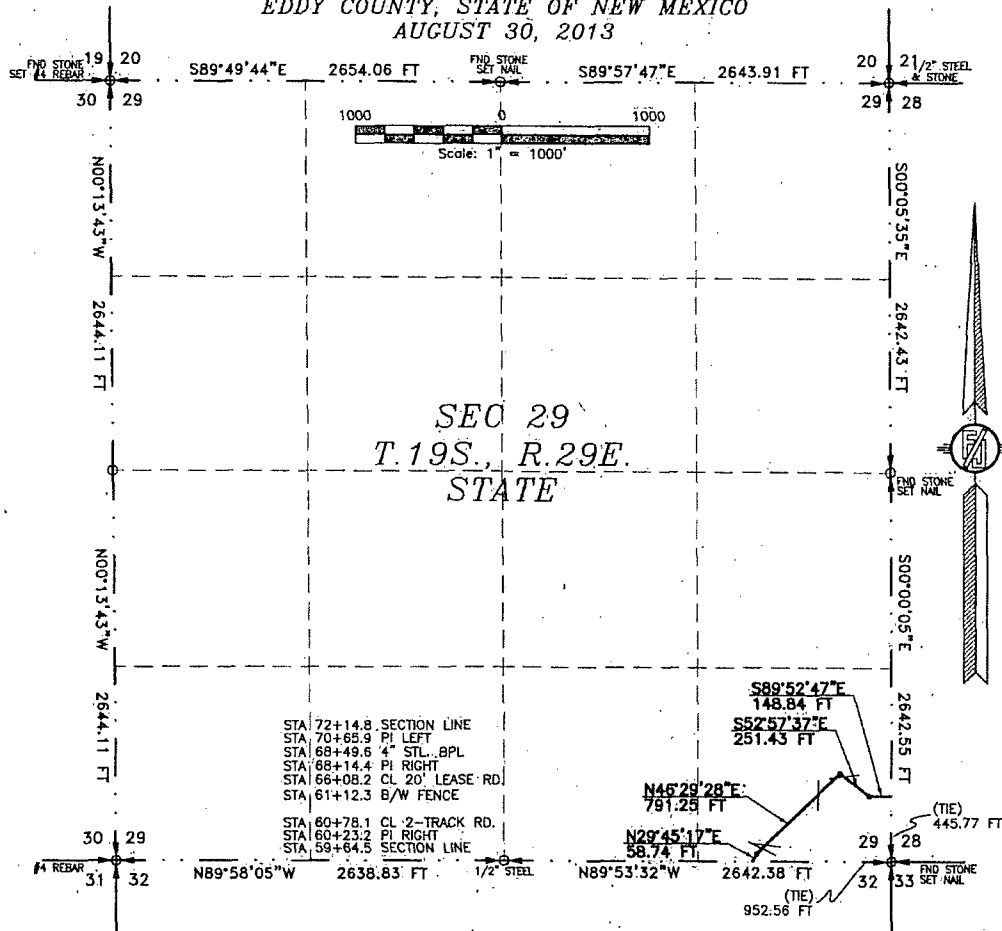 EDDY COUNTY, STATE OF NEW MEXICO
AUGUST 30, 2013
FND STONE
SET #4 REBAR
19 20
30 29
S89°49'44"E 2654.06 FT
FND STONE
SET NAIL
S89°57'47"E 2643.91 FT
20 21
29 28
1/2" STEEL
& STONE
1000 0 1000
Scale: 1" = 1000'
N00°13'43"W
2644.11 FT
S00°05'35"E
2642.43 FT
SEC 29
T.19S., R.29E.
STATE
FND STONE
SET NAIL
N00°13'43"W
2644.11 FT
S00°00'05"E
2642.55 FT
S89°52'47"E
148.84 FT
S52°57'37"E
251.43 FT
STA 72+14.8 SECTION LINE
STA 70+65.9 PI LEFT
STA 68+49.6 4" STL. BPL
STA 68+14.4 PI RIGHT
STA 66+08.2 CL 20' LEASE RD.
STA 61+12.3 B/W FENCE
STA 60+78.1 CL 2-TRACK RD.
STA 60+23.2 PI RIGHT
STA 59+64.5 SECTION LINE
N46°29'28"E
791.25 FT
N29°45'17"E
58.74 FT
(TIE)
445.77 FT
30 29
31 32
#4 REBAR
N89°58'05"W 2638.83 FT
1/2" STEEL
N89°53'32"W 2642.38 FT
29 28
32 33
FND STONE
SET NAIL
(TIE)
952.56 FT